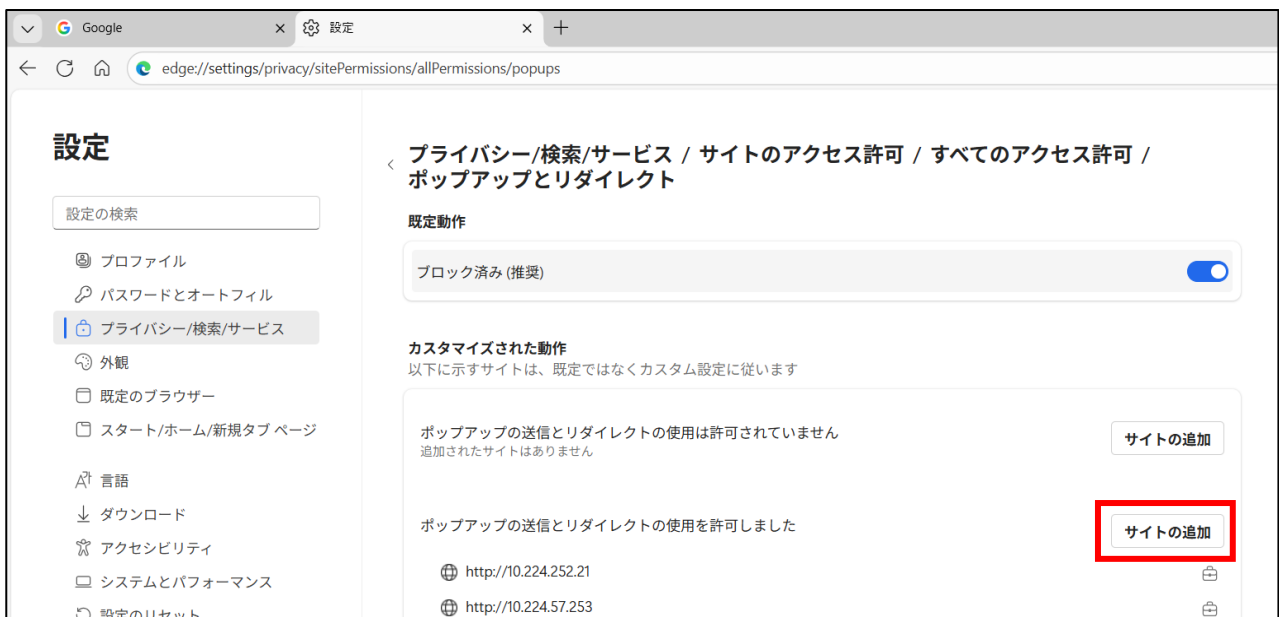 Google
設定
edge://settings/privacy/sitePermissions/allPermissions/popups
設定
設定の検索
プロファイル
パスワードとオートフィル
プライバシー/検索/サービス
外観
既定のブラウザー
スタート/ホーム/新規タブ ページ
言語
ダウンロード
アクセシビリティ
システムとパフォーマンス
設定のリセット
プライバシー/検索/サービス / サイトのアクセス許可 / すべてのアクセス許可 /
ポップアップとリダイレクト
既定動作
ブロック済み (推奨)
カスタマイズされた動作
以下に示すサイトは、既定ではなくカスタム設定に従います
ポップアップの送信とリダイレクトの使用は許可されていません
サイトの追加
追加されたサイトはありません
ポップアップの送信とリダイレクトの使用を許可しました
サイトの追加
http://10.224.252.21
http://10.224.57.253